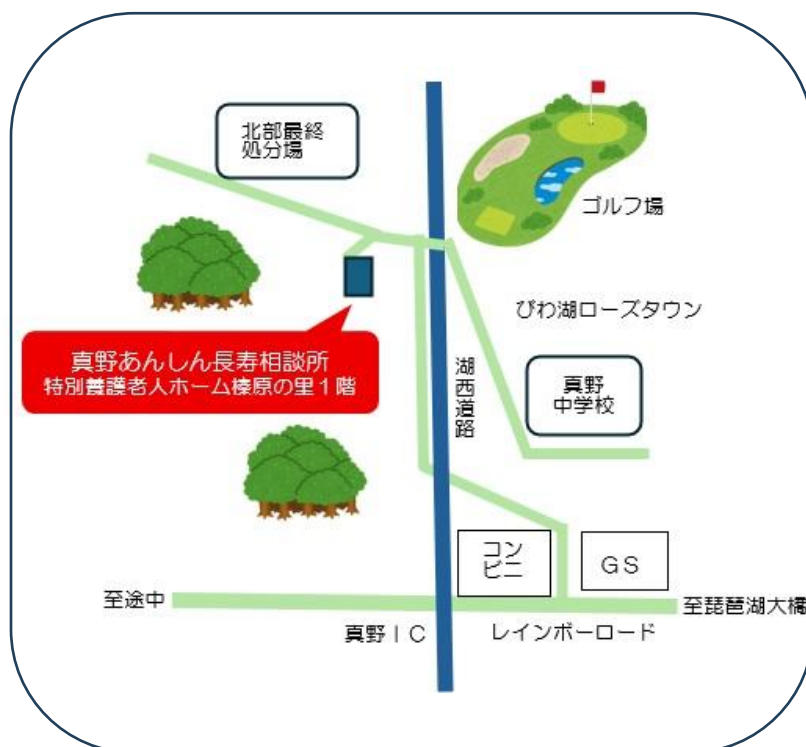 北部最終
処分場
ゴルフ場
びわ湖ローズタウン
真野あんしん長寿相談所
特別養護老人ホーム榛原の里１階
湖西道路
真野
中学校
コン
ビニ
ＧＳ
至途中
至琵琶湖大橋
真野ＩＣ
レインボーロード